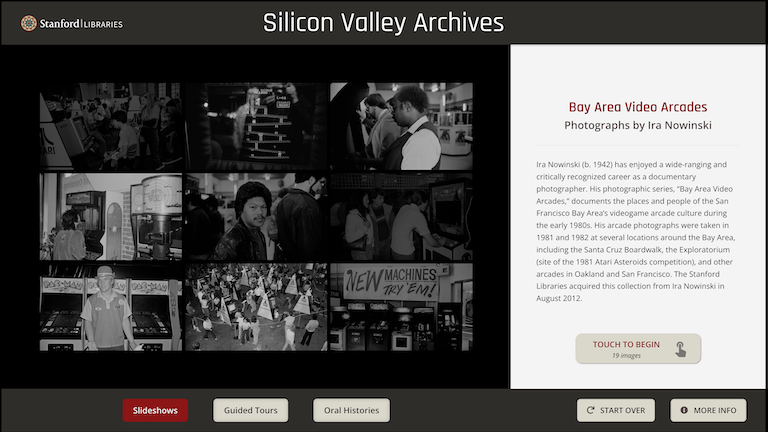 Stanford | LIBRARIES
Silicon Valley Archives
Bay Area Video Arcades
Photographs by Ira Nowinski
Ira Nowinski (b. 1942) has enjoyed a wide-ranging and
critically recognized career as a documentary
photographer. His photographic series, “Bay Area Video
Arcades,” documents the places and people of the San
Francisco Bay Area’s videogame arcade culture during
the early 1980s. His arcade photographs were taken in
1981 and 1982 at several locations around the Bay Area,
including the Santa Cruz Boardwalk, the Exploratorium
(site of the 1981 Atari Asteroids competition), and other
arcades in Oakland and San Francisco. The Stanford
Libraries acquired this collection from Ira Nowinski in
August 2012.
TOUCH TO BEGIN
19 images
ATARI
NEW MACHINES
TRY 'EM!
Slideshows
Guided Tours
Oral Histories
START OVER
MORE INFO